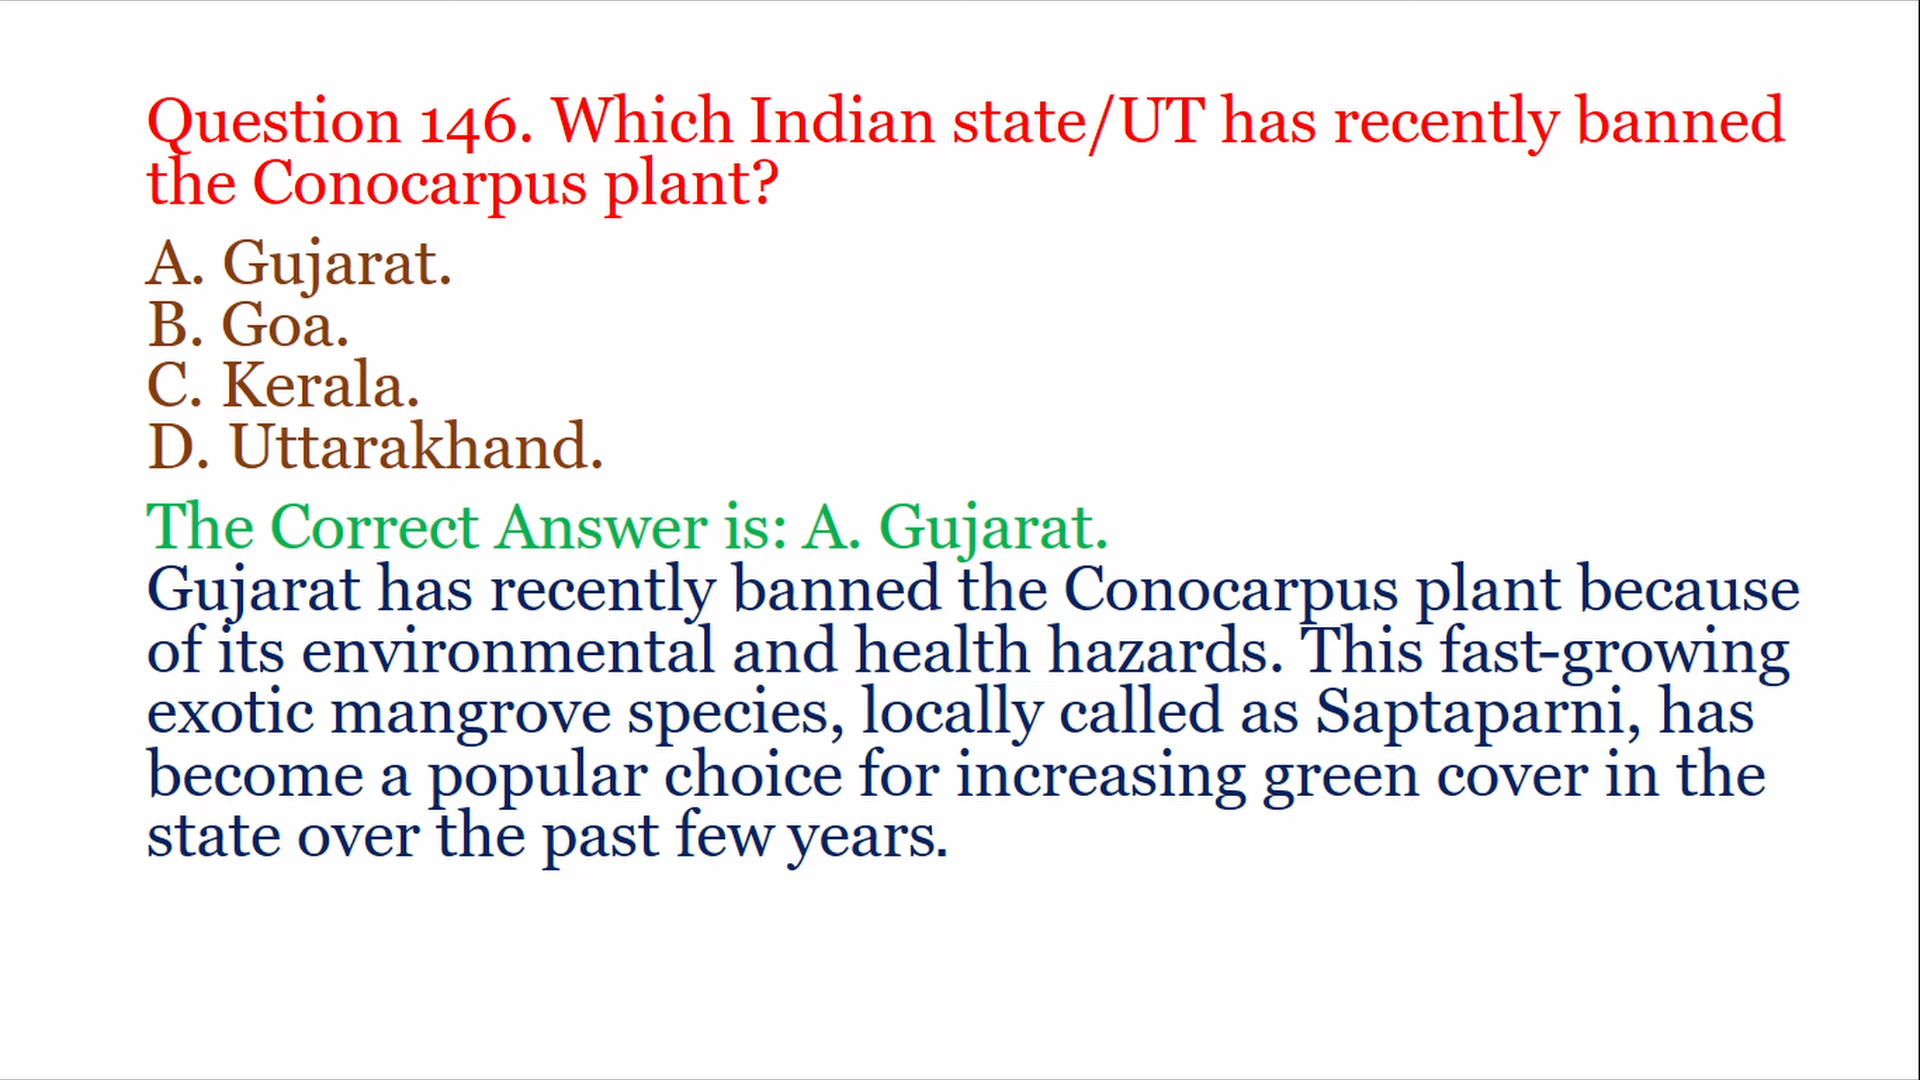 Question 146. Which Indian state/UT has recently banned
the Conocarpus plant?
A. Gujarat.
B. Goa.
C. Kerala.
D. Uttarakhand.
The Correct Answer is: A. Gujarat.
Gujarat has recently banned the Conocarpus plant because
of its environmental and health hazards. This fast-growing
exotic mangrove species, locally called as Saptaparni, has
become a popular choice for increasing green cover in the
state over the past few years.